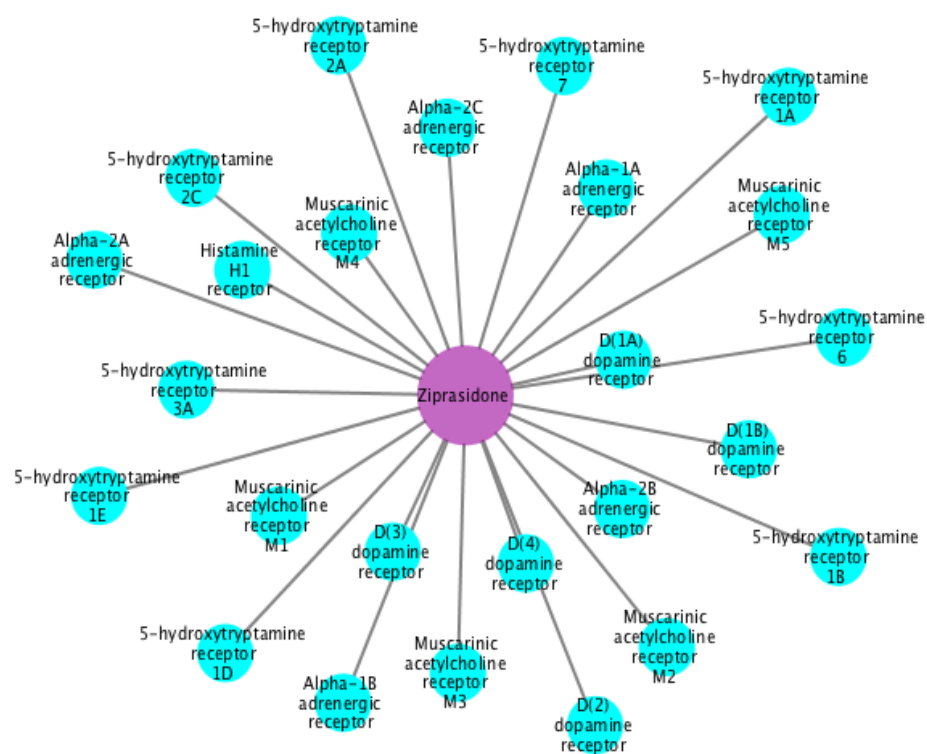 5-hydroxytryptamine
receptor
2A
5-hydroxytryptamine
receptor
7
5-hydroxytryptamine
receptor
1A
Alpha-2C
adrenergic
receptor
5-hydroxytryptamine
receptor
2C
Alpha-1A
adrenergic
receptor
Muscarinic
acetylcholine
receptor
M5
Muscarinic
acetylcholine
receptor
M4
Alpha-2A
adrenergic
receptor
Histamine
H1
receptor
5-hydroxytryptamine
receptor
6
D(1A)
dopamine
receptor
5-hydroxytryptamine
receptor
3A
Ziprasidone
D(1B)
dopamine
receptor
5-hydroxytryptamine
receptor
1E
Muscarinic
acetylcholine
receptor
M1
Alpha-2B
adrenergic
receptor
D(3)
dopamine
receptor
D(4)
dopamine
receptor
5-hydroxytryptamine
receptor
1B
5-hydroxytryptamine
receptor
1D
Muscarinic
acetylcholine
receptor
M2
Muscarinic
acetylcholine
receptor
M3
Alpha-1B
adrenergic
receptor
D(2)
dopamine
receptor